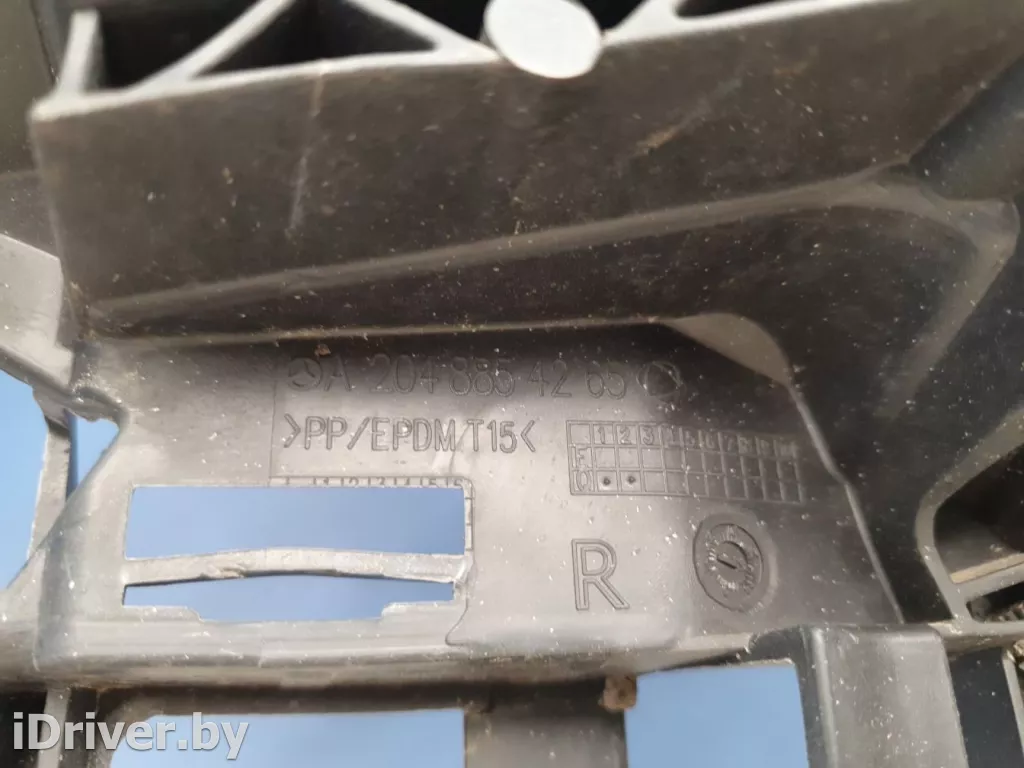 A 204 885 42 65
>PP/EPDM/T15<
1 2 3 4 5 6 7 8 9
R
iDriver.by